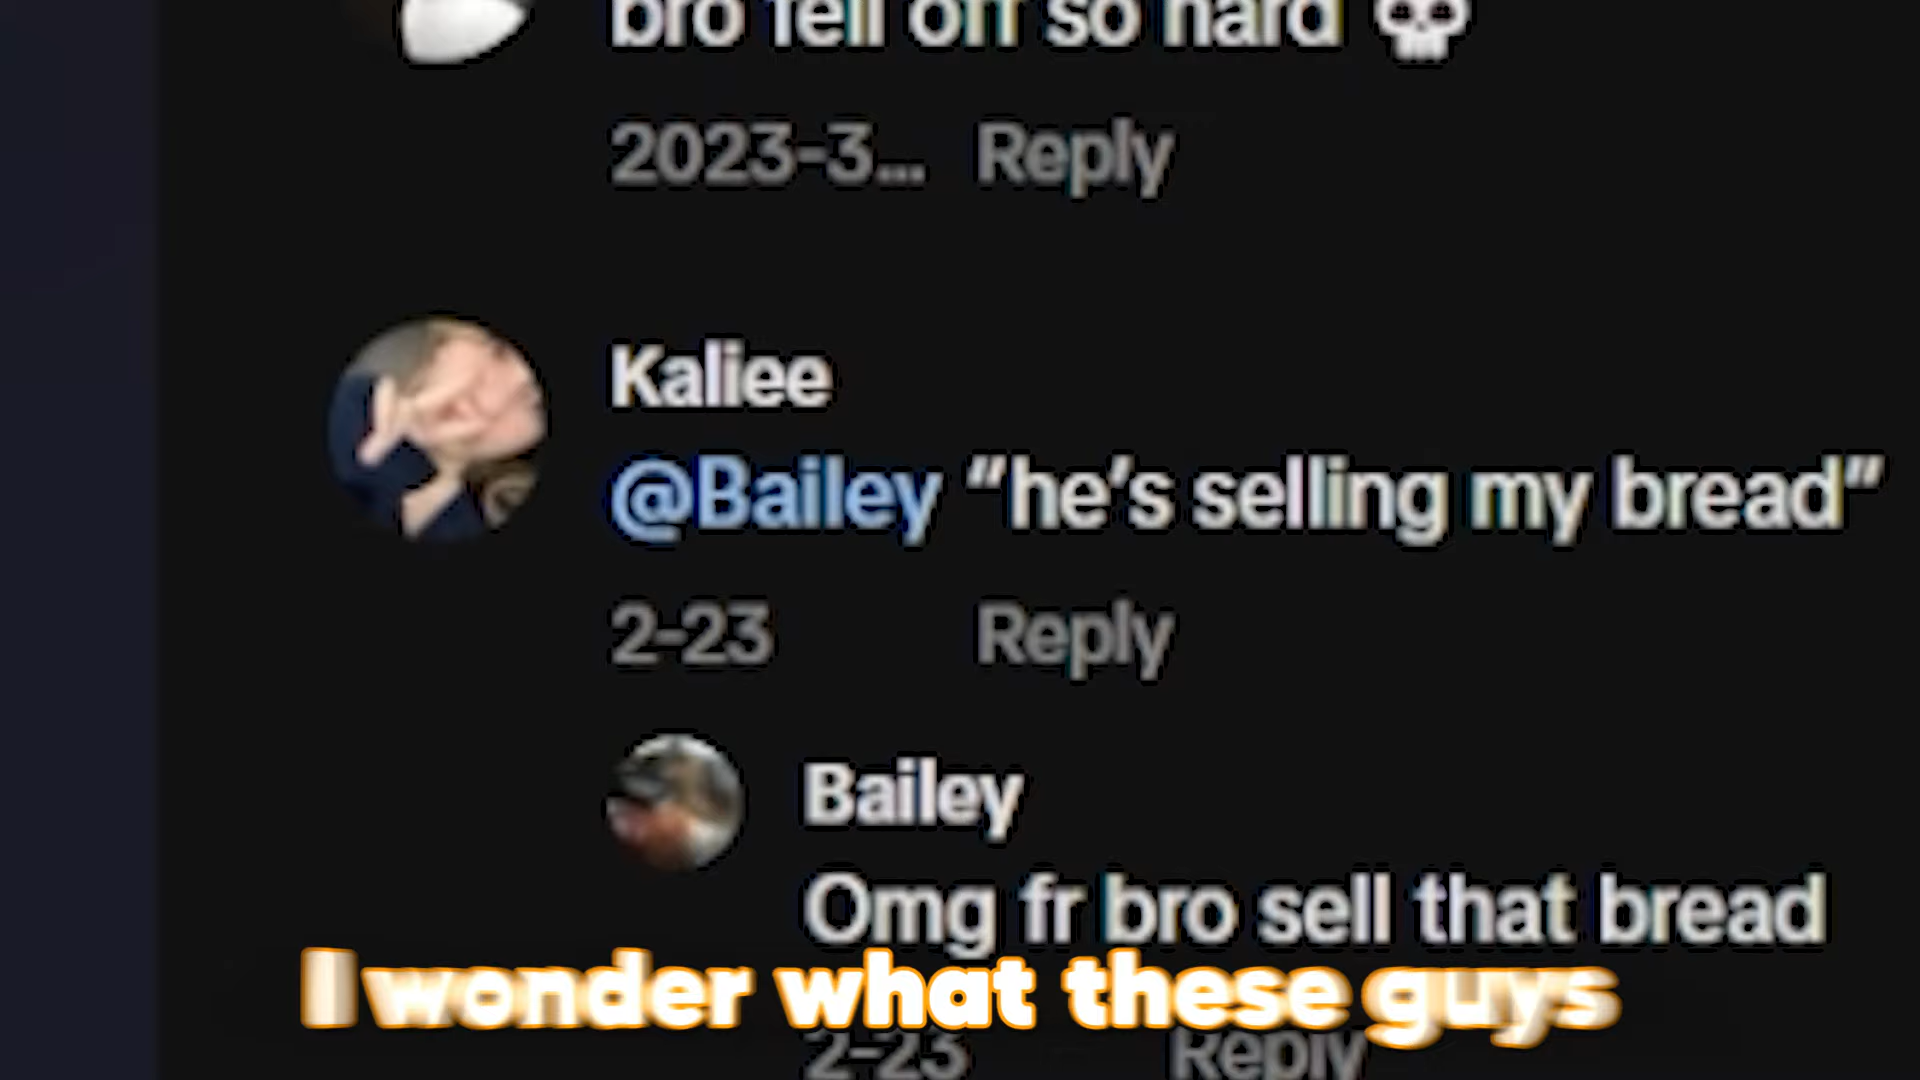 bro fell off so hard 💀
2023-3... Reply
Kaliee
@Bailey “he’s selling my bread”
2-23 Reply
Bailey
Omg fr bro sell that bread
I wonder what these guys
2-23 Reply